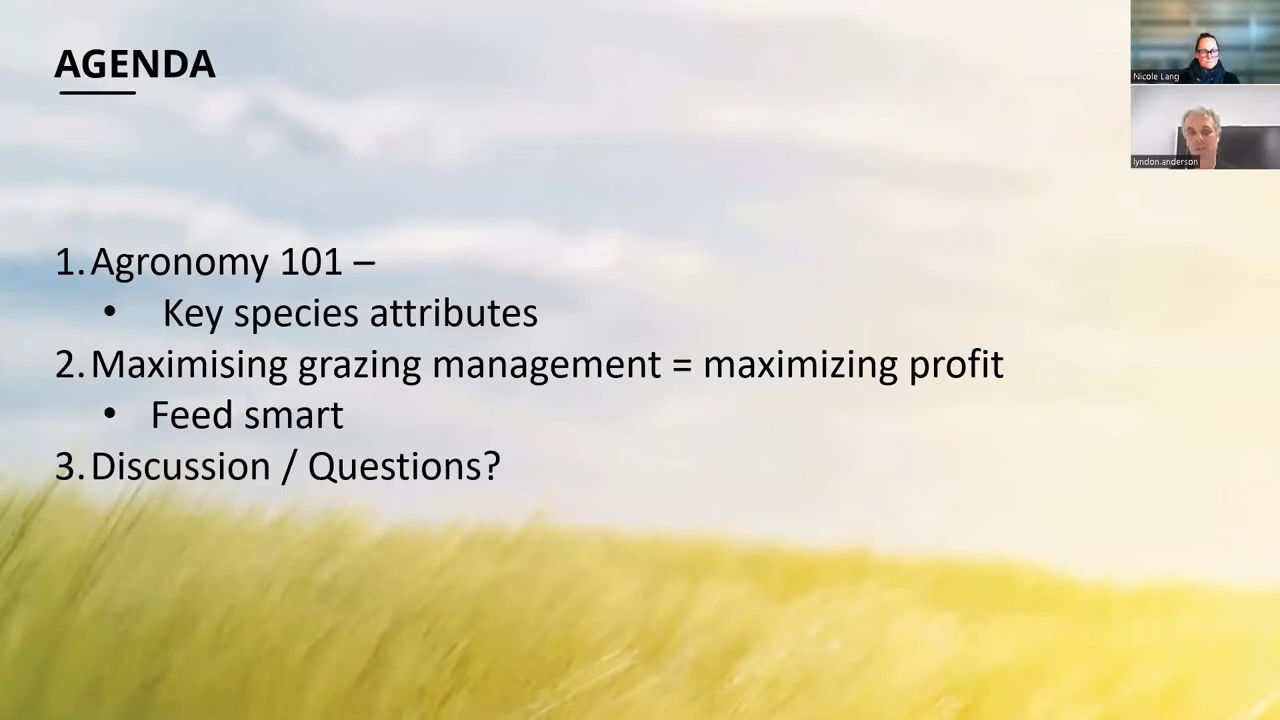 AGENDA
1. Agronomy 101 –
• Key species attributes
2. Maximising grazing management = maximizing profit
• Feed smart
3. Discussion / Questions?
Nicole Lang
lyndon.anderson